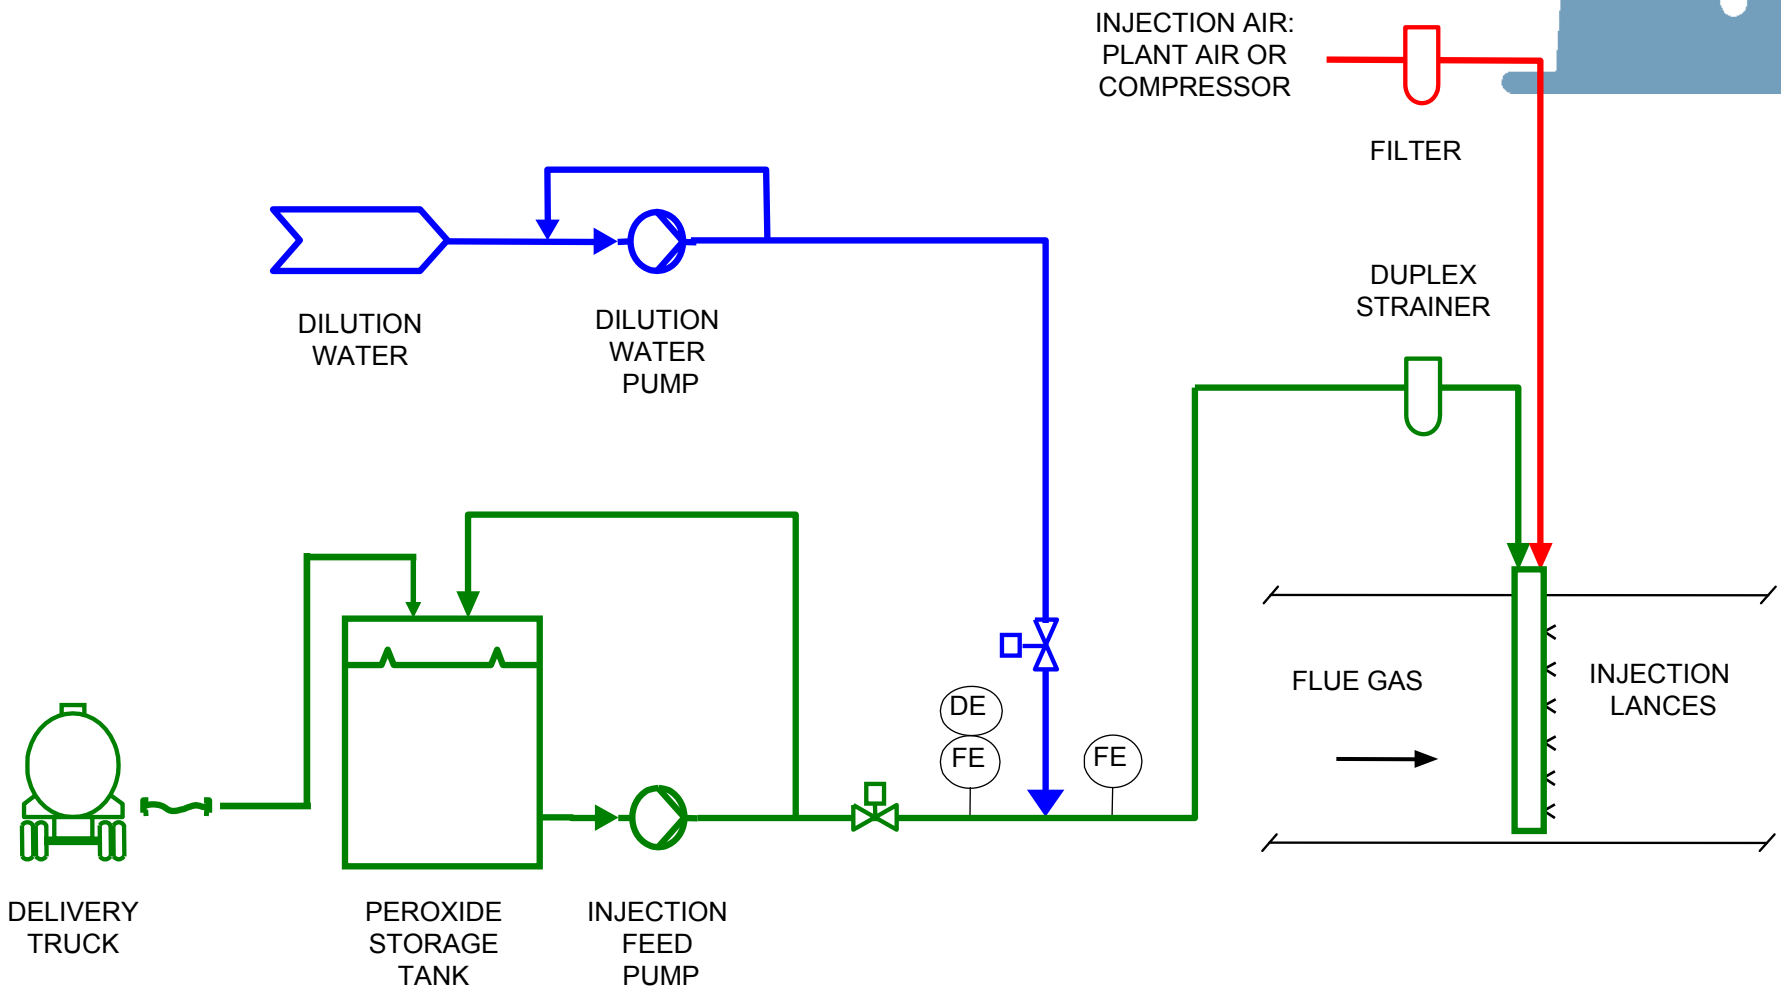 INJECTION AIR:
PLANT AIR OR
COMPRESSOR
FILTER
DILUTION
WATER
DILUTION
WATER
PUMP
DUPLEX
STRAINER
DE
FE
FE
FLUE GAS
INJECTION
LANCES
DELIVERY
TRUCK
PEROXIDE
STORAGE
TANK
INJECTION
FEED
PUMP